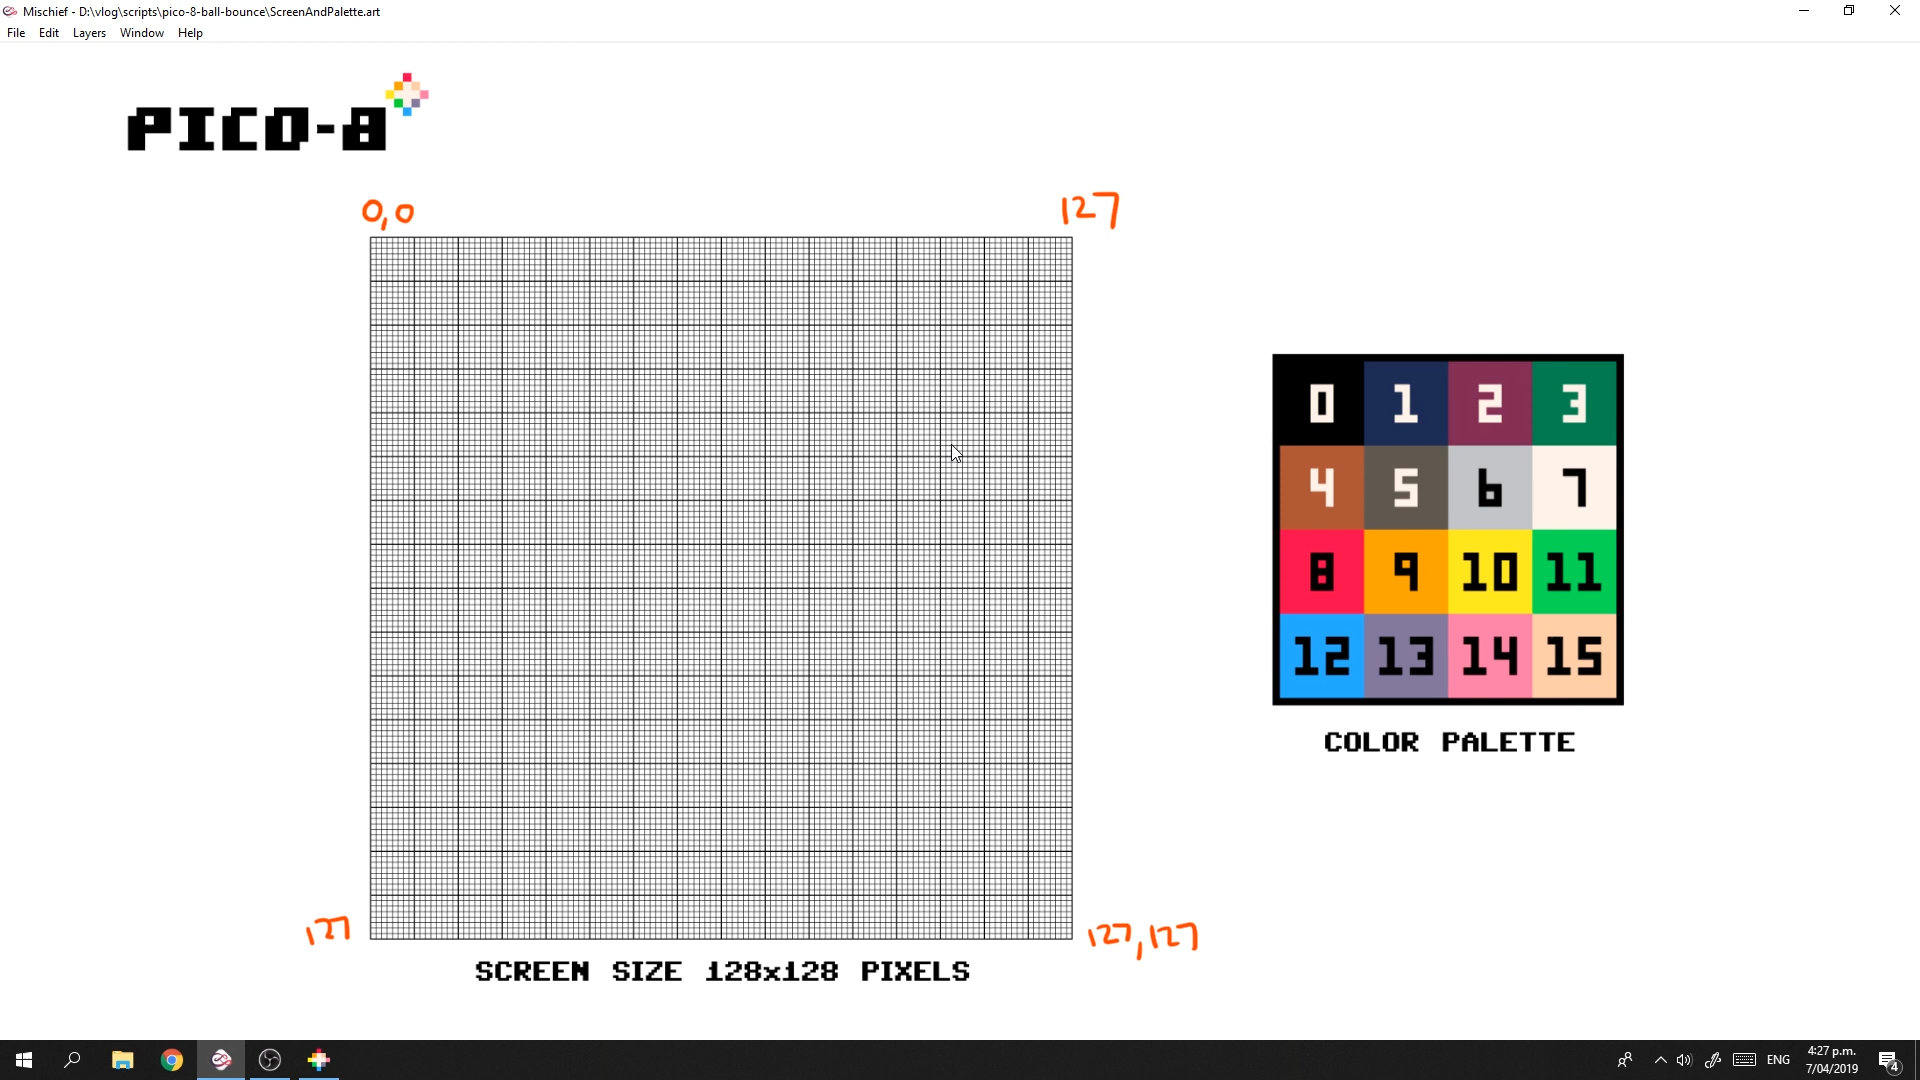 Mischief - D:\vlog\scripts\pico-8-ball-bounce\ScreenAndPalette.art
File Edit Layers Window Help
PICO-8
0,0
127
0 1 2 3
4 5 6 7
8 9 10 11
12 13 14 15
COLOR PALETTE
127
127,127
SCREEN SIZE 128x128 PIXELS
ENG
4:27 p.m.
7/04/2019
4